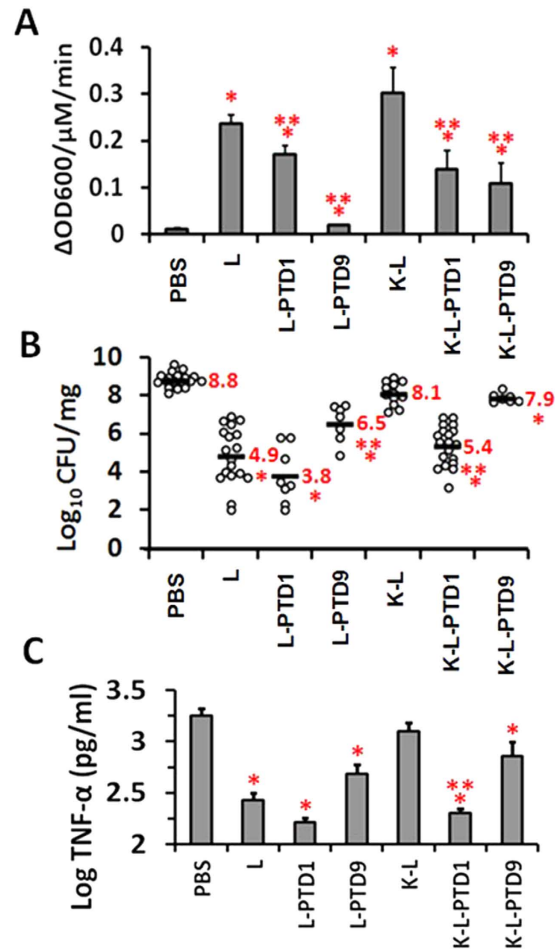 A
ΔOD600/μM/min
0.4
0.3
0.2
0.1
0
*
**
*
**
*
*
**
*
**
*
PBS
L
L-PTD1
L-PTD9
K-L
K-L-PTD1
K-L-PTD9
B
Log10 CFU/mg
10
8
6
4
2
0
8.8
4.9
*
3.8
*
6.5
**
*
8.1
5.4
**
*
7.9
*
PBS
L
L-PTD1
L-PTD9
K-L
K-L-PTD1
K-L-PTD9
C
Log TNF-α (pg/ml)
3.5
3
2.5
2
*
*
*
**
*
*
PBS
L
L-PTD1
L-PTD9
K-L
K-L-PTD1
K-L-PTD9